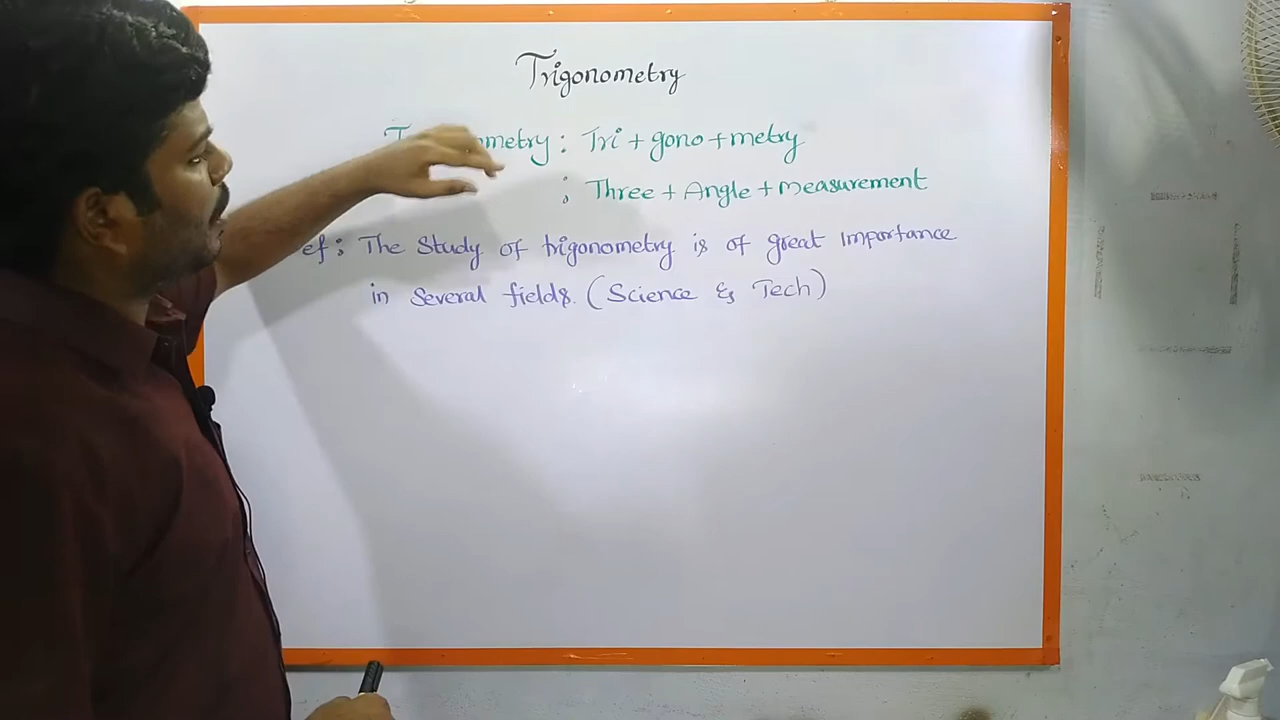 Trigonometry
metry : Tri + gono + metry
: Three + Angle + Measurement
ef : The Study of trigonometry is of great Importance
in Several fields. (Science & Tech)